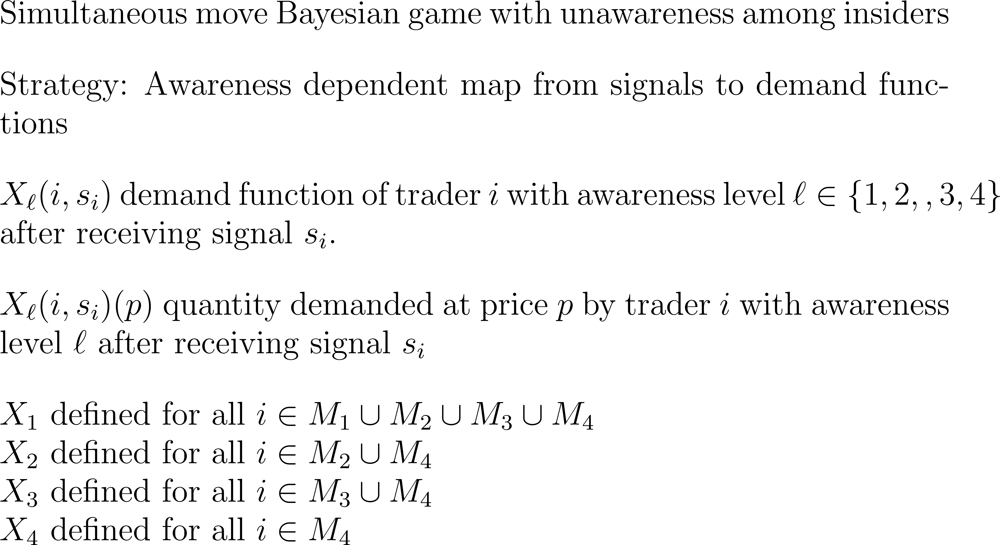 Simultaneous move Bayesian game with unawareness among insiders
Strategy: Awareness dependent map from signals to demand func-
tions
$X_\ell(i, s_i)$ demand function of trader $i$ with awareness level $\ell \in \{1, 2, , 3, 4\}$
after receiving signal $s_i$.
$X_\ell(i, s_i)(p)$ quantity demanded at price $p$ by trader $i$ with awareness
level $\ell$ after receiving signal $s_i$
$X_1$ defined for all $i \in M_1 \cup M_2 \cup M_3 \cup M_4$
$X_2$ defined for all $i \in M_2 \cup M_4$
$X_3$ defined for all $i \in M_3 \cup M_4$
$X_4$ defined for all $i \in M_4$